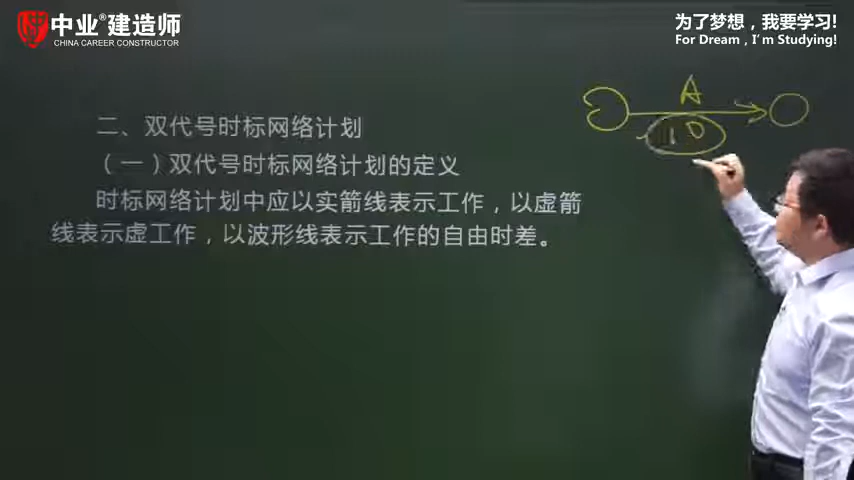 中业®建造师
CHINA CAREER CONSTRUCTOR
为了梦想，我要学习!
For Dream, I'm Studying!
A
10
二、双代号时标网络计划
（一）双代号时标网络计划的定义
时标网络计划中应以实箭线表示工作，以虚箭
线表示虚工作，以波形线表示工作的自由时差。